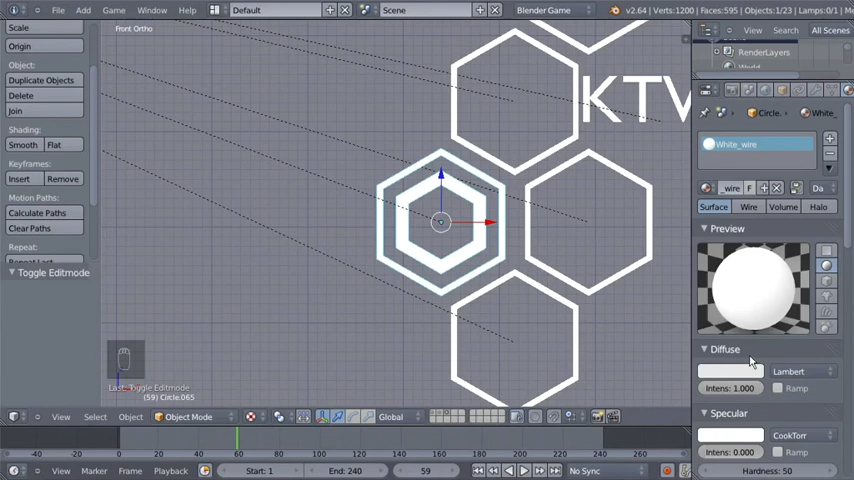 File Add Window Help Default Scene Blender Game v2.64 | Verts:1200 | Faces:595 | Objects:1/23 | Mem:
Front Ortho
View Search All Scenes
RenderLayers
World
Scale
Origin
Object:
Duplicate Objects
Delete
Join
Shading:
Smooth Flat
Keyframes:
Insert Remove
Motion Paths:
Calculate Paths
Clear Paths
Repeat:
Repeat Last
Toggle Editmode
KTV
Last: Toggle Editmode
(59) Circle.065
View Select Object Object Mode Global
-40 -20 0 20 40 60 80 100 120 140 160 180 200 220 240 260
View Marker Frame Playback Start: 1 End: 240 59 No Sync
Circle. White_
White_wire
_wire F Da
Surface Wire Volume Halo
Preview
Diffuse
Lambert
Intens: 1.000 Ramp
Specular
CookTorr
Intens: 0.000 Ramp
Hardness: 50